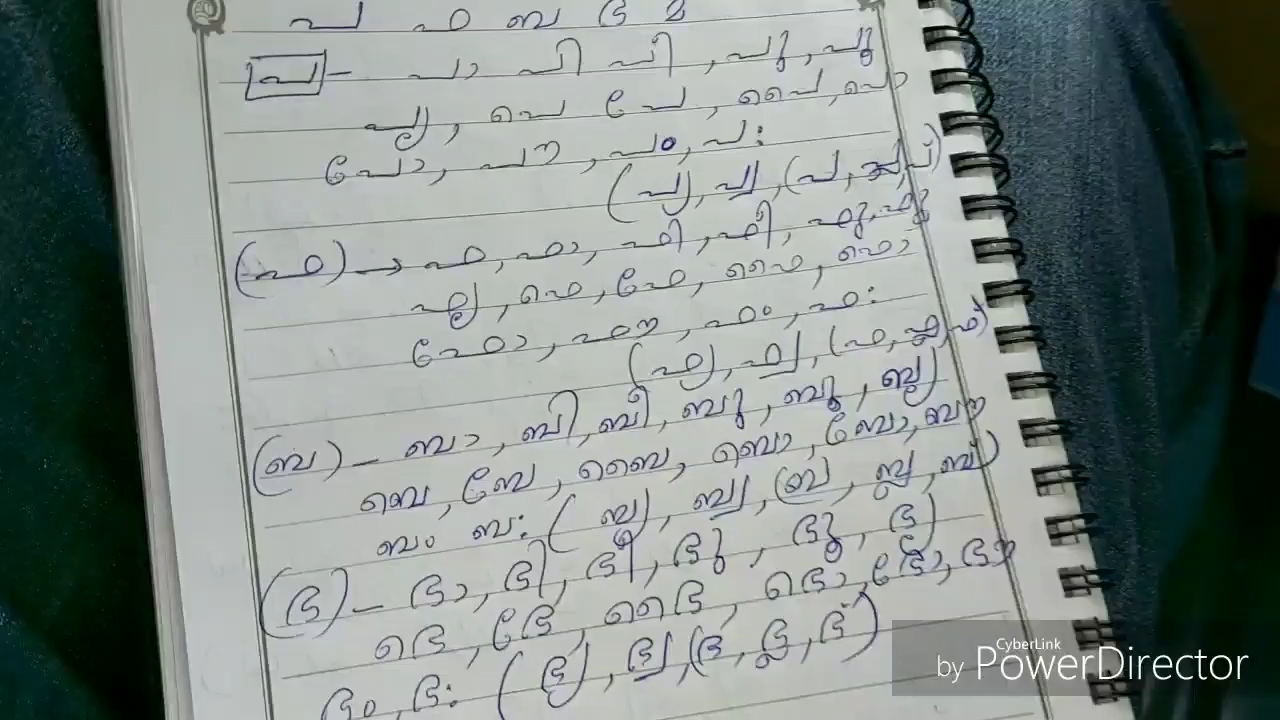 പ ഫ ബ ഭ മ
പ - പാ പി പീ , പു , പൂ
പൃ , പെ പേ , പൈ , പൊ
പോ , പൗ , പം , പഃ
(പ്യ) , പ്വ , (പ്ര , പ്ല , പ്)
(ഫ) → ഫ , ഫാ , ഫി , ഫീ , ഫു , ഫൂ
ഫൃ , ഫെ , ഫേ , ഫൈ , ഫൊ
ഫോ , ഫൗ , ഫം , ഫഃ
(ഫ്യ) , ഫ്വ , (ഫ്ര , ഫ്ല , ഫ്)
(ബ) - ബാ , ബി , ബീ , ബു , ബൂ , ബൃ
ബെ , ബേ , ബൈ , ബൊ , ബോ , ബൗ
ബം ബഃ (ബ്യ) , ബ്വ , (ബ്ര , ബ്ല , ബ്)
(ഭ) - ഭാ , ഭി , ഭീ , ഭു , ഭൂ , ഭൃ
ഭെ , ഭേ , ഭൈ , ഭൊ , ഭോ , ഭൗ
ഭം , ഭഃ (ഭ്യ) , ഭ്വ , (ഭ്ര , ഭ്ല , ഭ്)
CyberLink
by PowerDirector